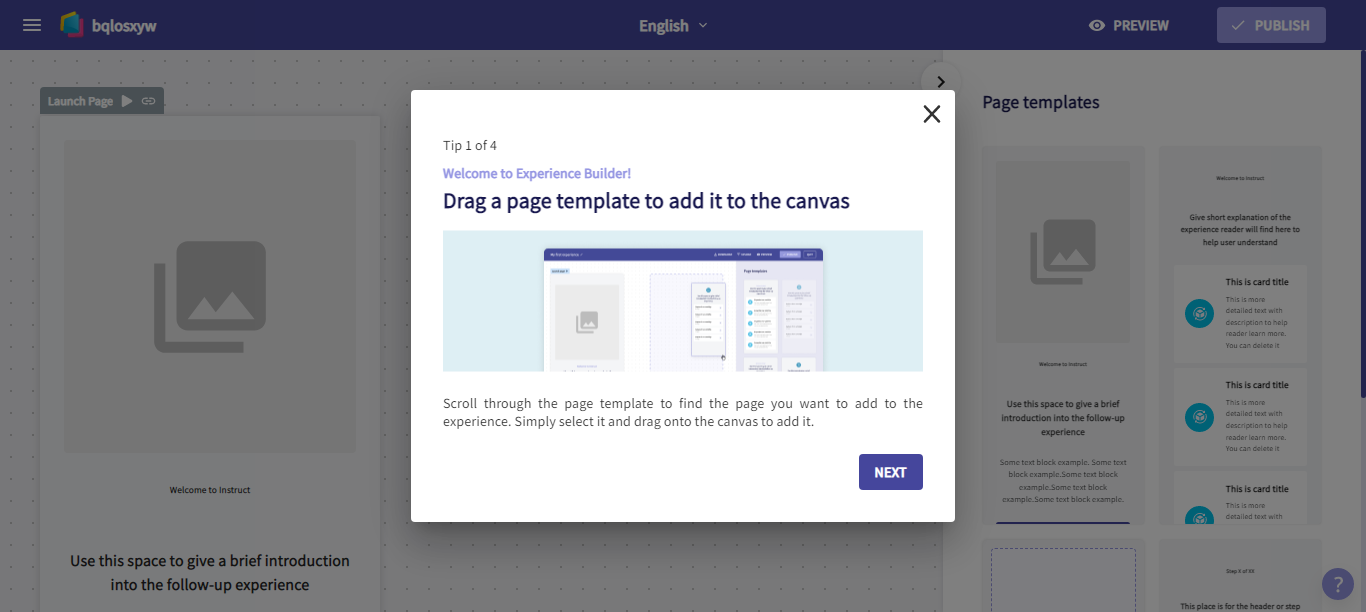 bqlosxyw
English
PREVIEW
PUBLISH
Launch Page
Welcome to Instruct
Use this space to give a brief introduction
into the follow-up experience
Tip 1 of 4
Welcome to Experience Builder!
Drag a page template to add it to the canvas
Page templates
Scroll through the page template to find the page you want to add to the
experience. Simply select it and drag onto the canvas to add it.
NEXT
Page templates
Welcome to Instruct
Use this space to give a brief
introduction into the follow-up
experience
Some text block example. Some text
block example.Some text block
example.Some text block
example.Some text block example.
Welcome to Instruct
Give short explanation of the
experience reader will find here to
help user understand
This is card title
This is more
detailed text with
description to help
reader learn more.
You can delete it
This is card title
This is more
detailed text with
description to help
reader learn more.
You can delete it
This is card title
This is more
detailed text with
Step X of XX
This place is for the header or step
?